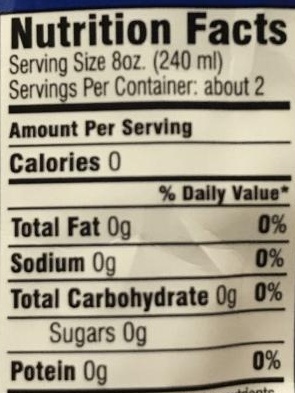 Nutrition Facts
Serving Size 8oz. (240 ml)
Servings Per Container: about 2
Amount Per Serving
Calories 0
% Daily Value*
Total Fat 0g 0%
Sodium 0g 0%
Total Carbohydrate 0g 0%
Sugars 0g
Potein 0g 0%